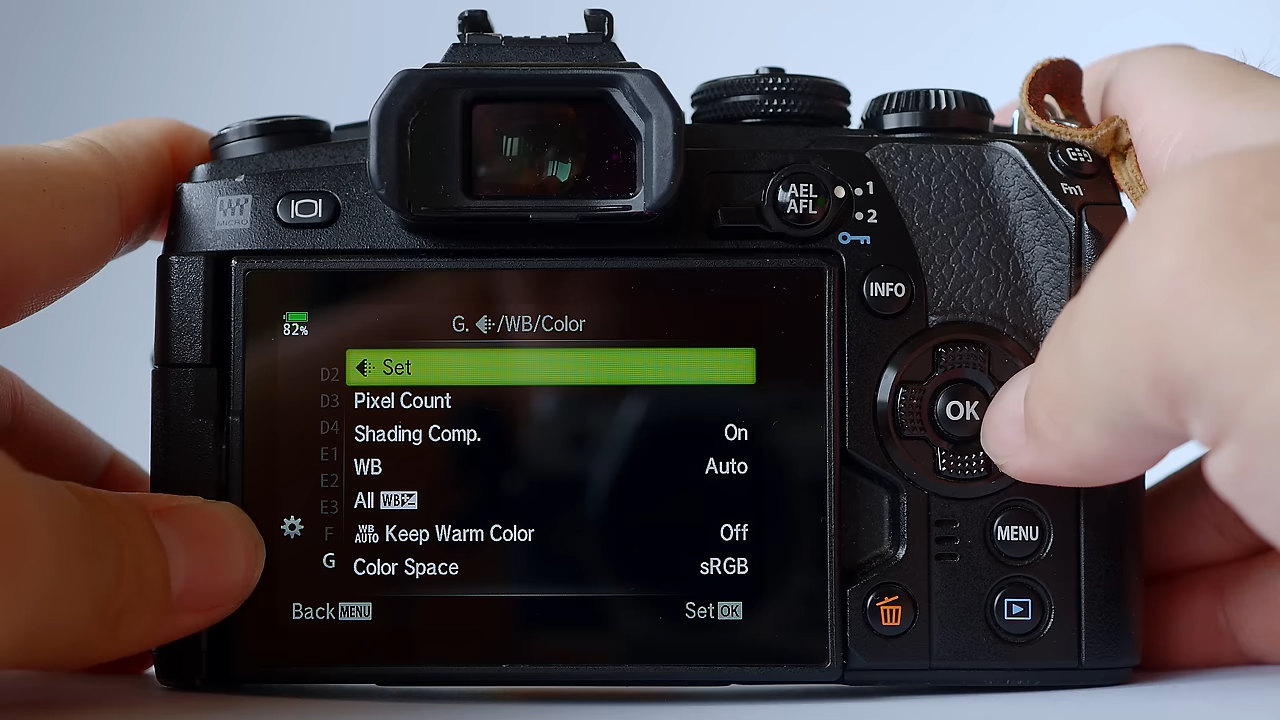 MICRO
AEL
AFL
1
2
Fn1
INFO
82%
G. /WB/Color
D2
Set
D3
Pixel Count
D4
Shading Comp. On
E1
WB Auto
E2
All WB
E3
WB AUTO Keep Warm Color Off
F
G
Color Space sRGB
Back MENU
Set OK
OK
MENU